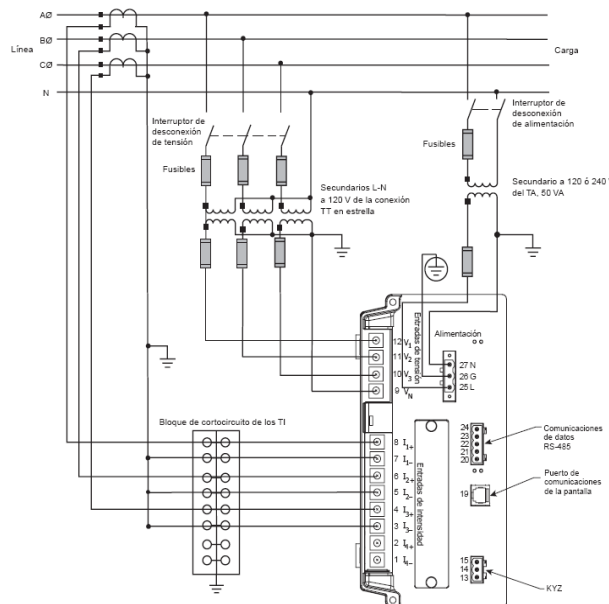 AØ
BØ
Línea
Carga
CØ
N
Interruptor de
desconexión
de tensión
Fusibles
Interruptor de
desconexión
de alimentación
Fusibles
Secundarios L-N
a 120 V de la conexión
TT en estrella
Secundario a 120 ó 240 V
del TA, 50 VA
Entradas de tensión
Alimentación
12 V1
11 V2
10 V3
9 VN
27 N
26 G
25 L
Bloque de cortocircuito de los TI
8 I1+
7 I1-
6 I2+
5 I2-
4 I3+
3 I3-
2 I4+
1 I4-
Entradas de intensidad
24
23
22
21
20
Comunicaciones
de datos
RS-485
19
Puerto de
comunicaciones
de la pantalla
15
14
13
KYZ